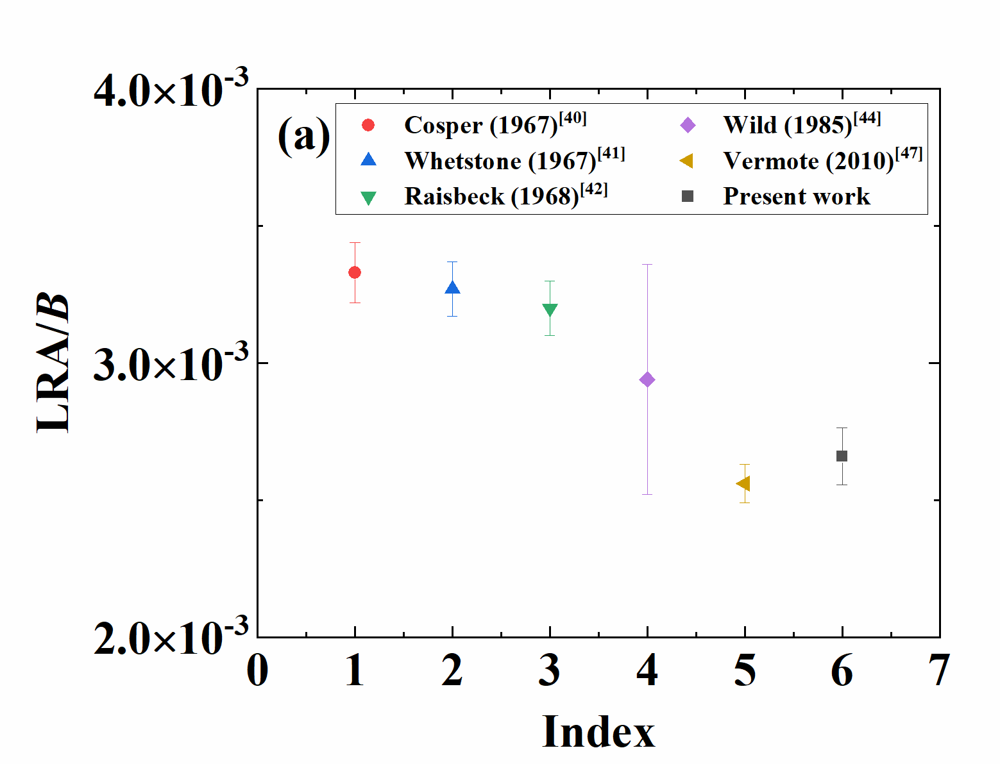 4.0×10⁻³
(a)
Cosper (1967)[40]
Wild (1985)[44]
Whetstone (1967)[41]
Vermote (2010)[47]
Raisbeck (1968)[42]
Present work
LRA/B
3.0×10⁻³
2.0×10⁻³
0 1 2 3 4 5 6 7
Index